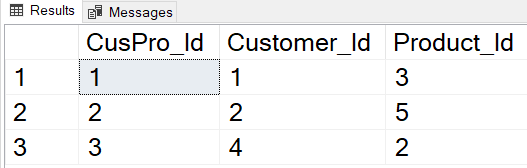 Results Messages
CusPro_Id Customer_Id Product_Id
1 1 1 3
2 2 2 5
3 3 4 2